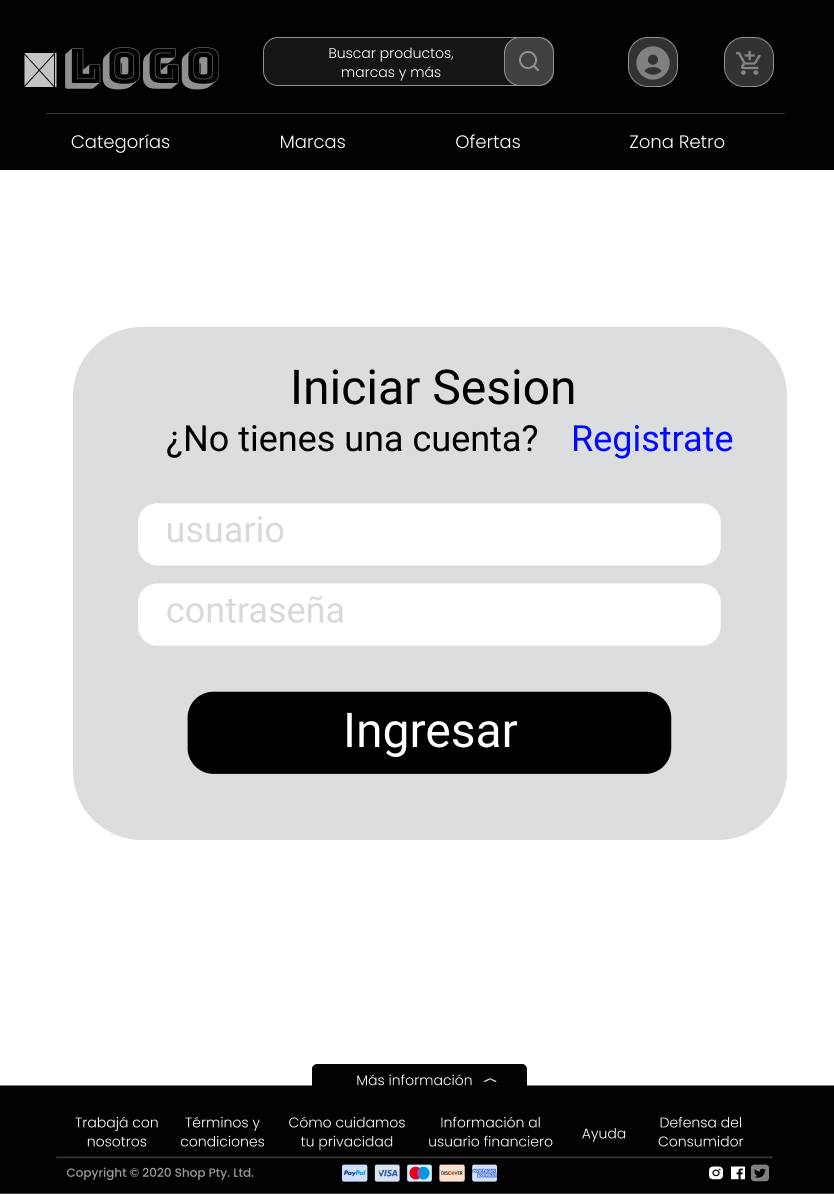 LOGO
Buscar productos,
marcas y más
Categorías
Marcas
Ofertas
Zona Retro
Iniciar Sesion
¿No tienes una cuenta? Registrate
usuario
contraseña
Ingresar
Más información
Trabajá con
nosotros
Términos y
condiciones
Cómo cuidamos
tu privacidad
Información al
usuario financiero
Ayuda
Defensa del
Consumidor
Copyright © 2020 Shop Pty. Ltd.
PayPal
VISA
DISCOVER